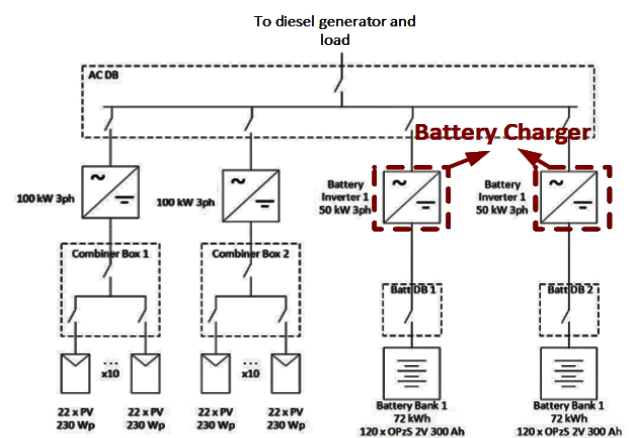 To diesel generator and
load
AC DB
Battery Charger
100 kW 3ph
100 kW 3ph
Battery
Inverter 1
50 kW 3ph
Battery
Inverter 1
50 kW 3ph
Combiner Box 1
Combiner Box 2
Batt DB 1
Batt DB 2
...
x10
...
x10
22 x PV
230 Wp
22 x PV
230 Wp
22 x PV
230 Wp
22 x PV
230 Wp
Battery Bank 1
72 kWh
120 x OPzS 2V 300 Ah
Battery Bank 1
72 kWh
120 x OPzS 2V 300 Ah